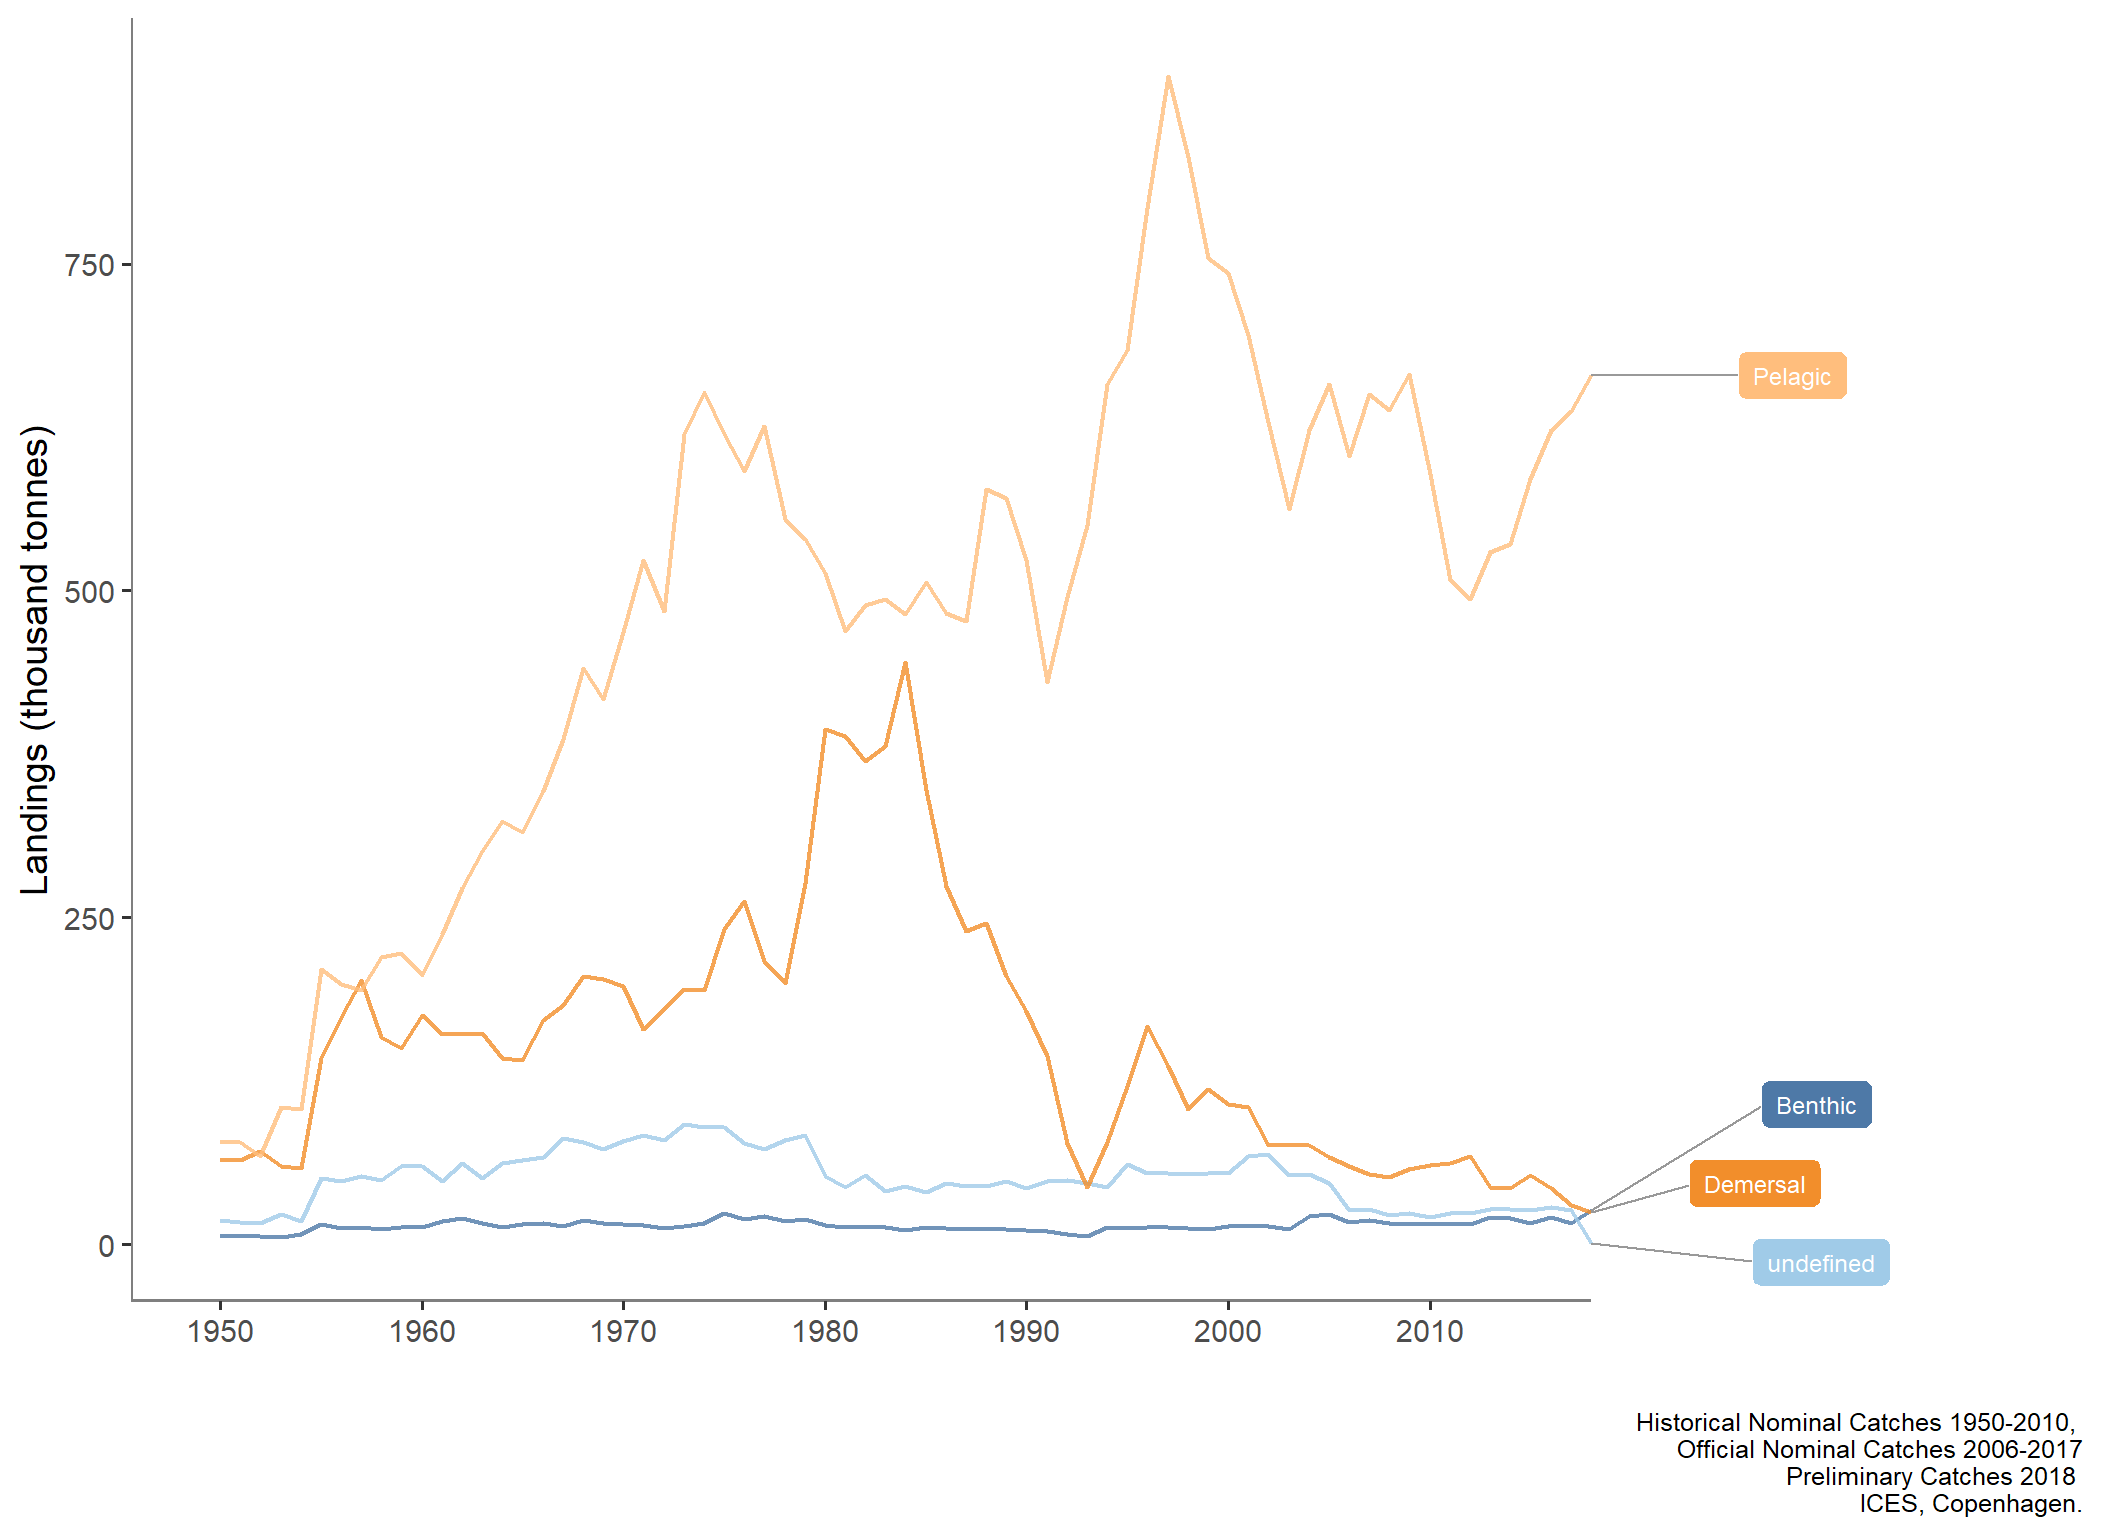 Landings (thousand tonnes)
750
500
250
0
1950 1960 1970 1980 1990 2000 2010
Pelagic
Benthic
Demersal
undefined
Historical Nominal Catches 1950-2010,
Official Nominal Catches 2006-2017
Preliminary Catches 2018
ICES, Copenhagen.